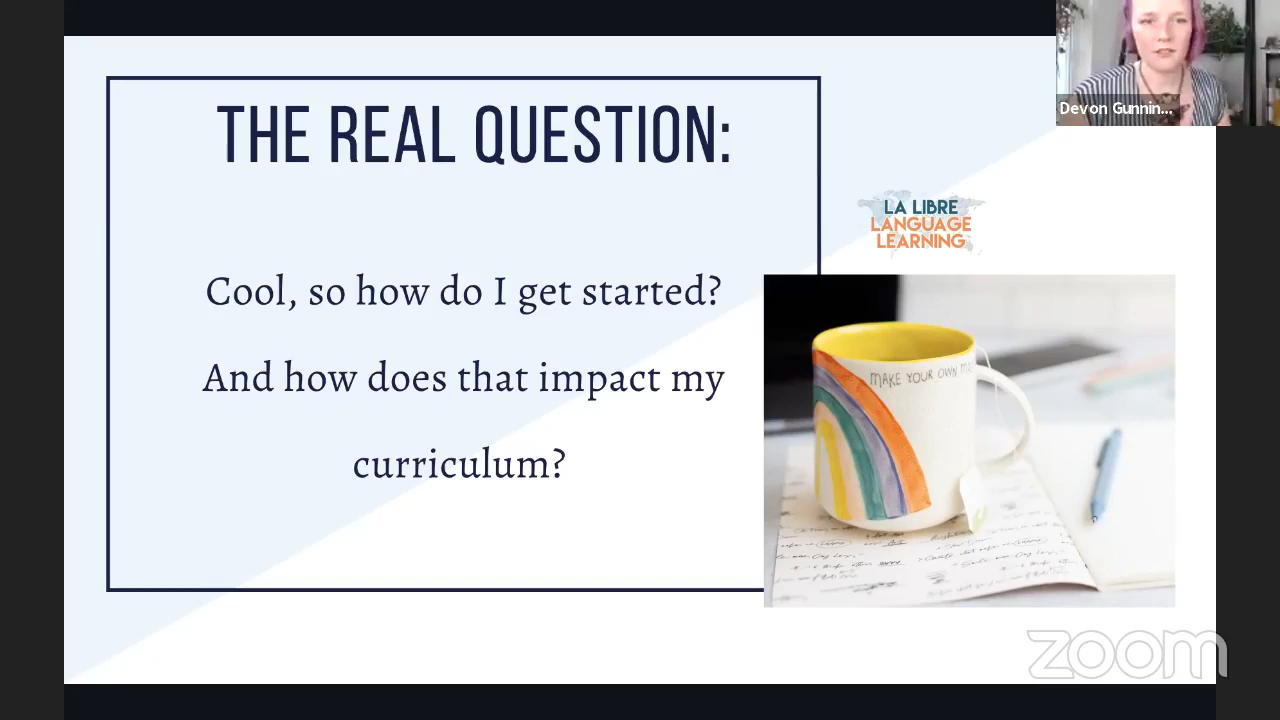 Devon Gunnin...
THE REAL QUESTION:
LA LIBRE
LANGUAGE
LEARNING
Cool, so how do I get started?
And how does that impact my
curriculum?
MAKE YOUR OWN
zoom